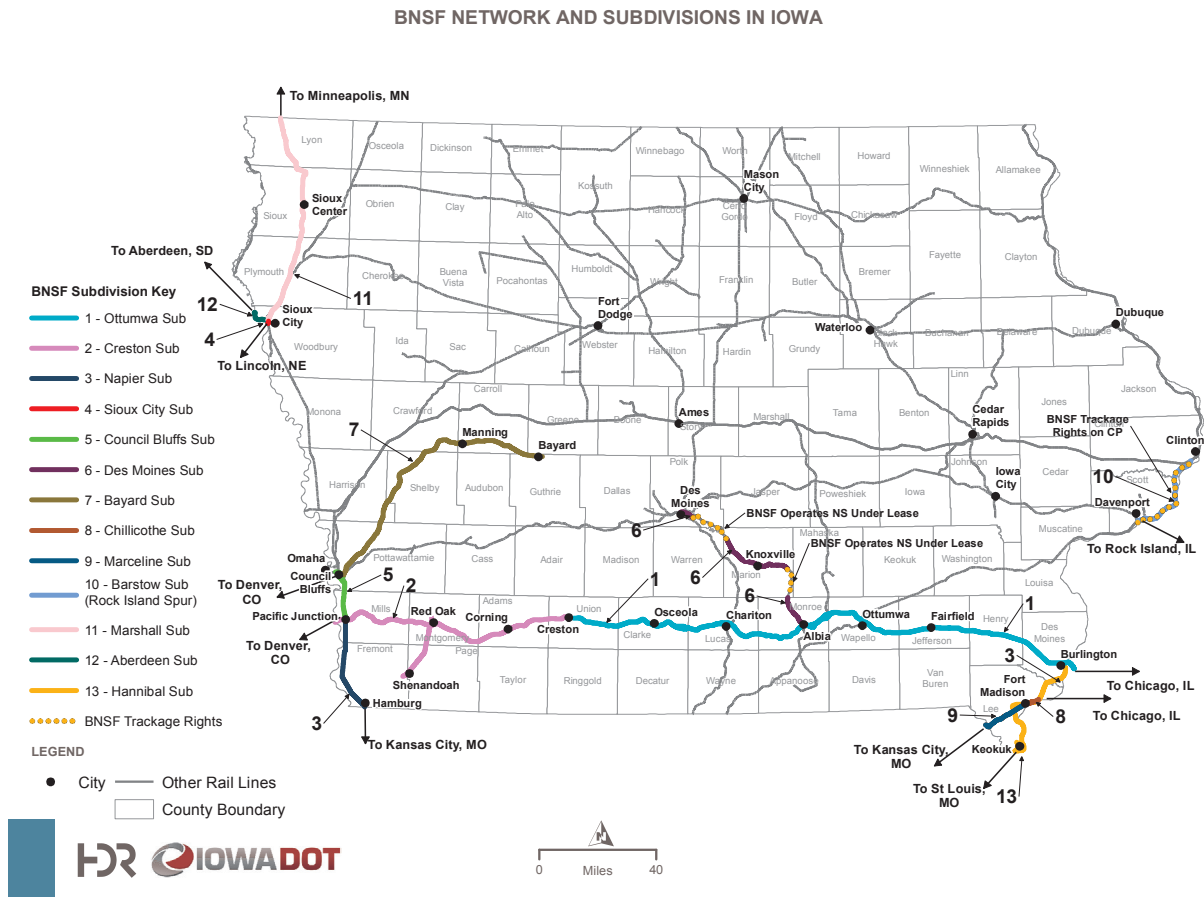 BNSF NETWORK AND SUBDIVISIONS IN IOWA
To Minneapolis, MN
Lyon
Osceola
Dickinson
Emmet
Winnebago
Worth
Mitchell
Howard
Winneshiek
Allamakee
Sioux
Sioux
Center
Obrien
Clay
Palo
Alto
Kossuth
Hancock
Mason
City
Cerro
Gordo
Floyd
Chickasaw
To Aberdeen, SD
Plymouth
Cherokee
Buena
Vista
Pocahontas
Humboldt
Wright
Franklin
Butler
Bremer
Fayette
Clayton
11
12
4
Sioux
City
To Lincoln, NE
Woodbury
Ida
Sac
Calhoun
Fort
Dodge
Webster
Hamilton
Hardin
Grundy
Waterloo
Black
Hawk
Buchanan
Delaware
Dubuque
Dubuque
BNSF Subdivision Key
1 - Ottumwa Sub
2 - Creston Sub
3 - Napier Sub
4 - Sioux City Sub
5 - Council Bluffs Sub
6 - Des Moines Sub
7 - Bayard Sub
8 - Chillicothe Sub
9 - Marceline Sub
10 - Barstow Sub
(Rock Island Spur)
11 - Marshall Sub
12 - Aberdeen Sub
13 - Hannibal Sub
BNSF Trackage Rights
Monona
Crawford
Carroll
Greene
Boone
Ames
Story
Marshall
Tama
Benton
Linn
Cedar
Rapids
Jones
Jackson
BNSF Trackage
Rights on CP
Clinton
Clinton
7
Manning
Bayard
Harrison
Shelby
Audubon
Guthrie
Dallas
Polk
Des
Moines
Jasper
Poweshiek
Iowa
Johnson
Iowa
City
Cedar
Scott
10
Davenport
Muscatine
To Rock Island, IL
6
BNSF Operates NS Under Lease
BNSF Operates NS Under Lease
Omaha
Council
Bluffs
To Denver,
CO
Pottawattamie
Cass
Adair
Madison
Warren
Marion
Knoxville
Mahaska
Keokuk
Washington
Louisa
5
2
6
6
1
1
Pacific Junction
To Denver,
CO
Mills
Red Oak
Montgomery
Adams
Corning
Union
Creston
Osceola
Clarke
Chariton
Lucas
Monroe
Albia
Ottumwa
Wapello
Fairfield
Jefferson
Henry
Des
Moines
Burlington
To Chicago, IL
Fremont
Page
Shenandoah
Taylor
Ringgold
Decatur
Wayne
Appanoose
Davis
Van
Buren
3
Fort
Madison
Lee
9
8
To Chicago, IL
3
Hamburg
To Kansas City, MO
To Kansas City,
MO
Keokuk
To St Louis,
MO
13
LEGEND
City
Other Rail Lines
County Boundary
HDR
IOWADOT
N
0
Miles
40